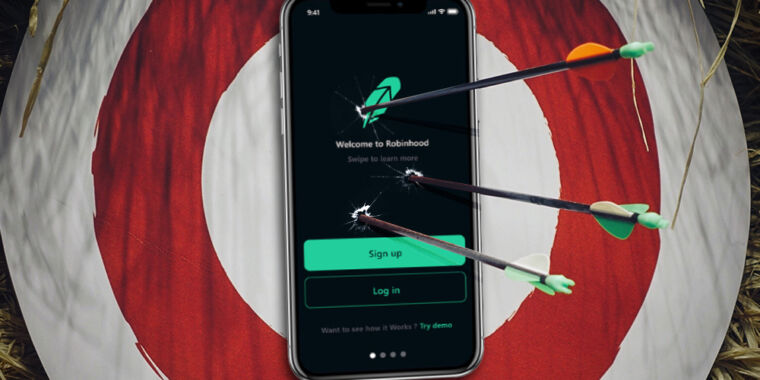 9:41
Welcome to Robinhood
Swipe to learn more
Sign up
Log in
Want to see how it Works ? Try demo